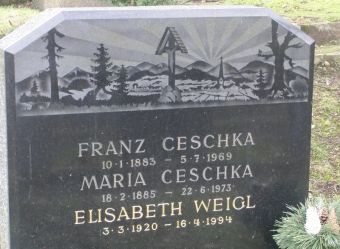 FRANZ CESCHKA
10·1·1883 – 5·7·1969
MARIA CESCHKA
18·2·1885 – 22·6·1973
ELISABETH WEIGL
3·3·1920 – 16·4·1994